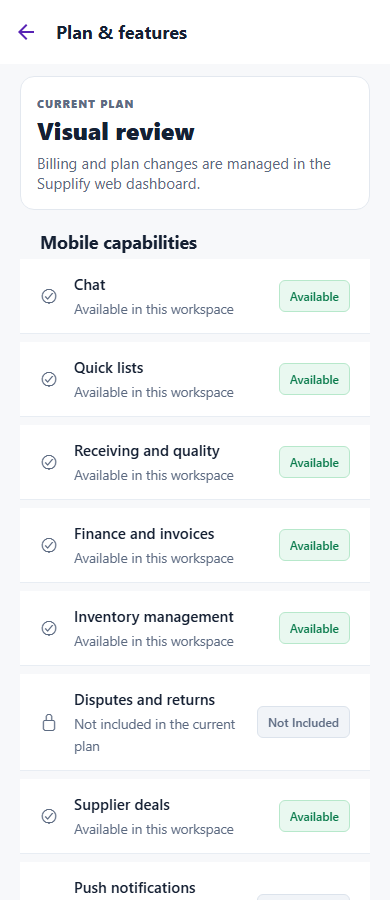 Plan & features
CURRENT PLAN
Visual review
Billing and plan changes are managed in the
Supplify web dashboard.
Mobile capabilities
Chat
Available in this workspace
Available
Quick lists
Available in this workspace
Available
Receiving and quality
Available in this workspace
Available
Finance and invoices
Available in this workspace
Available
Inventory management
Available in this workspace
Available
Disputes and returns
Not included in the current
plan
Not Included
Supplier deals
Available in this workspace
Available
Push notifications